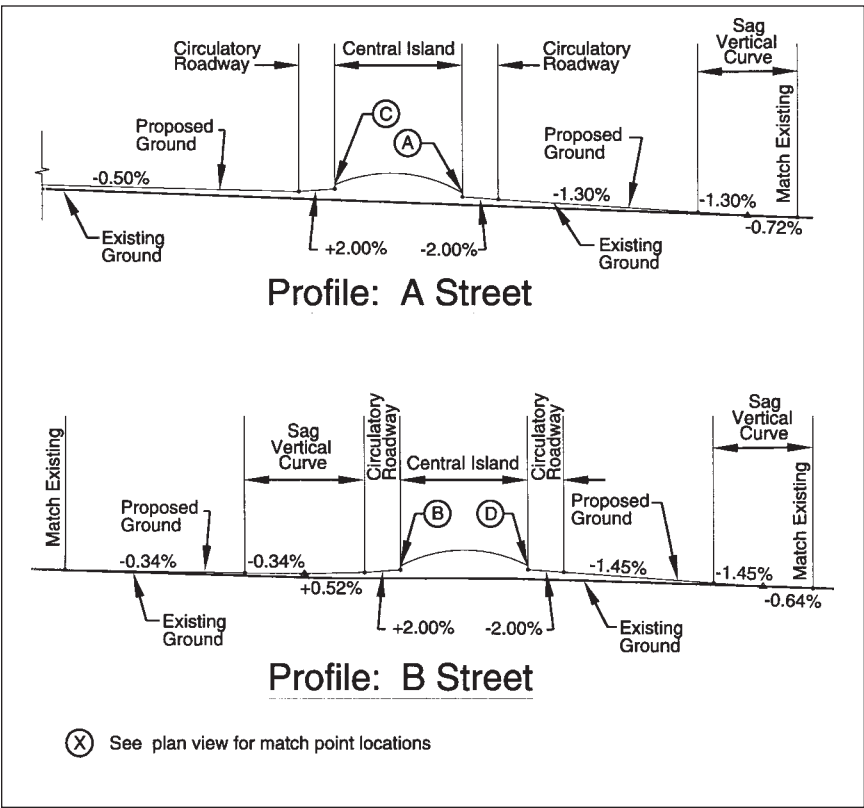 Circulatory
Roadway
Central Island
Circulatory
Roadway
Sag
Vertical
Curve
Match Existing
C
A
Proposed
Ground
Proposed
Ground
-0.50%
-1.30%
-1.30%
-0.72%
Existing
Ground
+2.00%
-2.00%
Existing
Ground
Profile: A Street
Match Existing
Sag
Vertical
Curve
Circulatory
Roadway
Central Island
Circulatory
Roadway
Sag
Vertical
Curve
Match Existing
B
D
Proposed
Ground
Proposed
Ground
-0.34%
-0.34%
+0.52%
-1.45%
-1.45%
-0.64%
Existing
Ground
+2.00%
-2.00%
Existing
Ground
Profile: B Street
X See plan view for match point locations